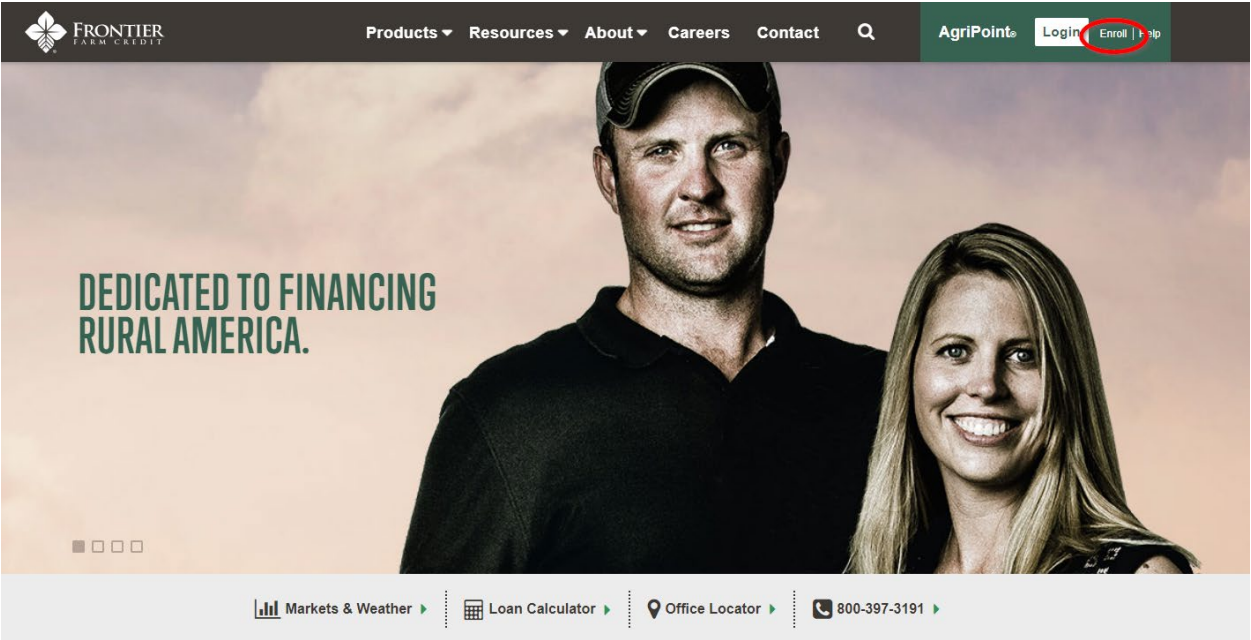 FRONTIER
FARM CREDIT
Products Resources About Careers Contact
AgriPoint® Login Enroll | Help
DEDICATED TO FINANCING
RURAL AMERICA.
Markets & Weather Loan Calculator Office Locator 800-397-3191